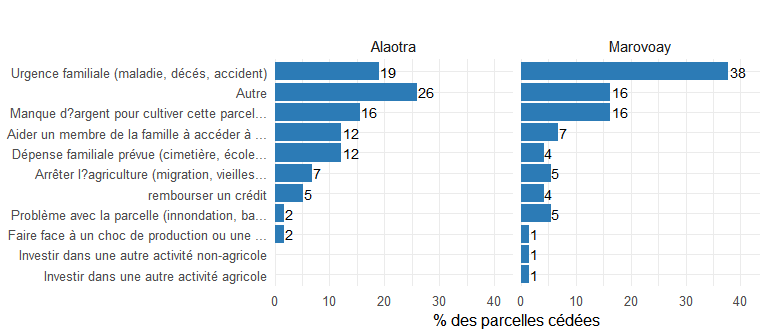 Alaotra Marovoay
Urgence familiale (maladie, décés, accident) 19 38
Autre 26 16
Manque d?argent pour cultiver cette parcel... 16 16
Aider un membre de la famille à accéder à ... 12 7
Dépense familiale prévue (cimetière, école... 12 4
Arrêter l?agriculture (migration, vieilles... 7 5
rembourser un crédit 5 4
Problème avec la parcelle (innondation, ba... 2 5
Faire face à un choc de production ou une ... 2 1
Investir dans une autre activité non-agricole 1
Investir dans une autre activité agricole 1
0 10 20 30 40 0 10 20 30 40
% des parcelles cédées